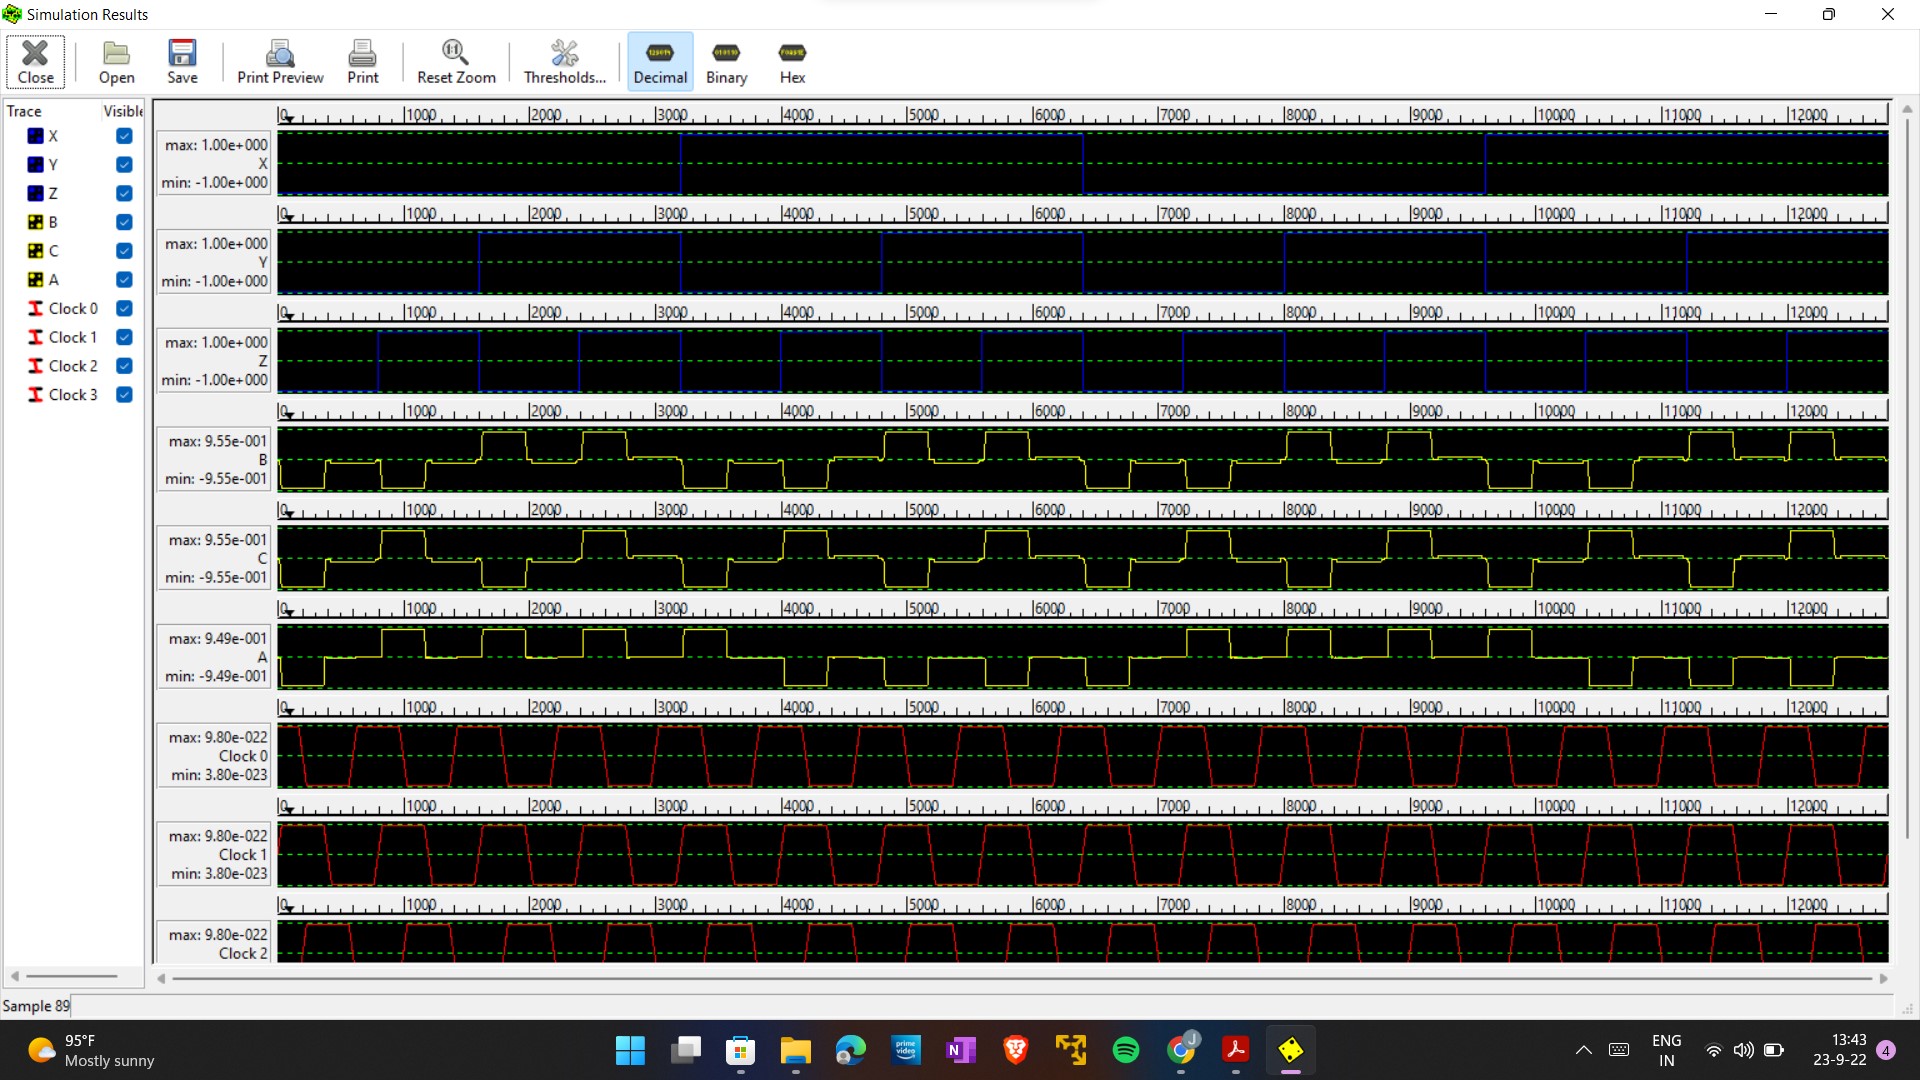 Simulation Results
Close Open Save Print Preview Print Reset Zoom Thresholds... Decimal Binary Hex
Trace Visible
X
Y
Z
B
C
A
Clock 0
Clock 1
Clock 2
Clock 3
0 1000 2000 3000 4000 5000 6000 7000 8000 9000 10000 11000 12000
max: 1.00e+000
X
min: -1.00e+000
0 1000 2000 3000 4000 5000 6000 7000 8000 9000 10000 11000 12000
max: 1.00e+000
Y
min: -1.00e+000
0 1000 2000 3000 4000 5000 6000 7000 8000 9000 10000 11000 12000
max: 1.00e+000
Z
min: -1.00e+000
0 1000 2000 3000 4000 5000 6000 7000 8000 9000 10000 11000 12000
max: 9.55e-001
B
min: -9.55e-001
0 1000 2000 3000 4000 5000 6000 7000 8000 9000 10000 11000 12000
max: 9.55e-001
C
min: -9.55e-001
0 1000 2000 3000 4000 5000 6000 7000 8000 9000 10000 11000 12000
max: 9.49e-001
A
min: -9.49e-001
0 1000 2000 3000 4000 5000 6000 7000 8000 9000 10000 11000 12000
max: 9.80e-022
Clock 0
min: 3.80e-023
0 1000 2000 3000 4000 5000 6000 7000 8000 9000 10000 11000 12000
max: 9.80e-022
Clock 1
min: 3.80e-023
0 1000 2000 3000 4000 5000 6000 7000 8000 9000 10000 11000 12000
max: 9.80e-022
Clock 2
Sample 89
95°F
Mostly sunny
prime video
ENG
IN
13:43
23-9-22
4